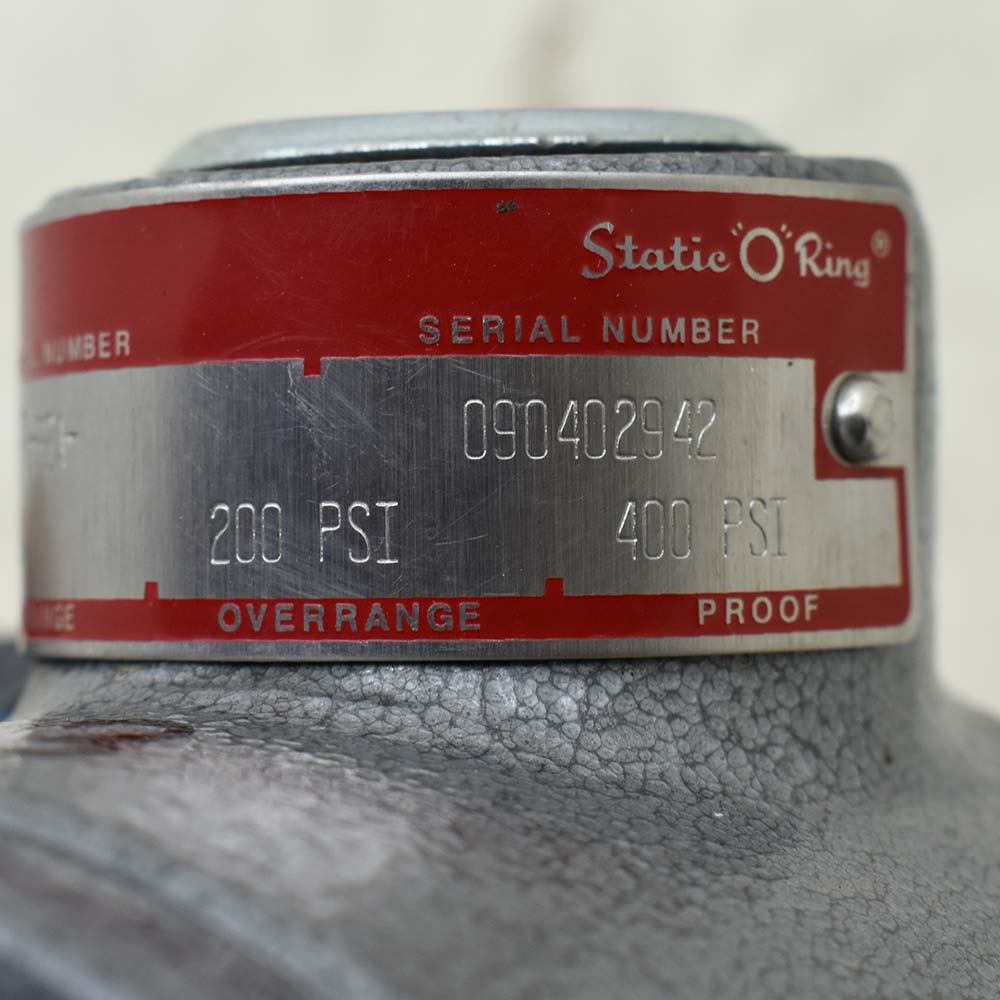 Static "O" Ring®
NUMBER SERIAL NUMBER
090402942
200 PSI 400 PSI
OVERRANGE PROOF